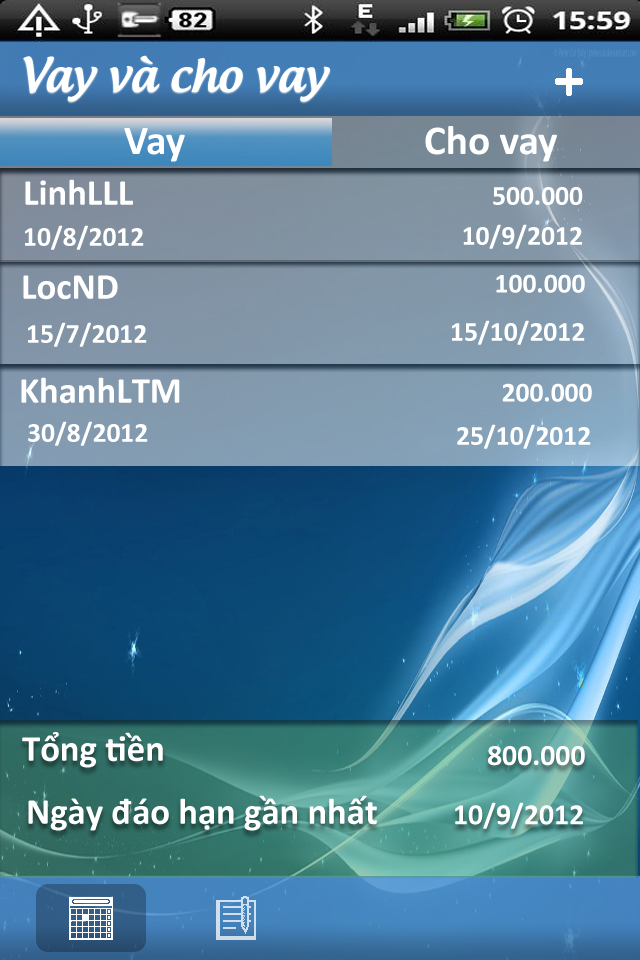 82 E 15:59
Vay và cho vay +
Vay Cho vay
LinhLLL 500.000
10/8/2012 10/9/2012
LocND 100.000
15/7/2012 15/10/2012
KhanhLTM 200.000
30/8/2012 25/10/2012
Tổng tiền 800.000
Ngày đáo hạn gần nhất 10/9/2012